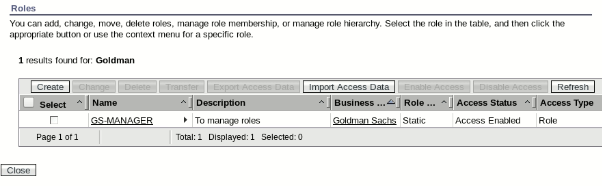 Roles
You can add, change, move, delete roles, manage role membership, or manage role hierarchy. Select the role in the table, and then click the
appropriate button or use the context menu for a specific role.
1 results found for: Goldman
Create Change Delete Transfer Export Access Data Import Access Data Enable Access Disable Access Refresh
Select Name Description Business ... Role ... Access Status Access Type
GS-MANAGER To manage roles Goldman Sachs Static Access Enabled Role
Page 1 of 1 Total: 1 Displayed: 1 Selected: 0
Close